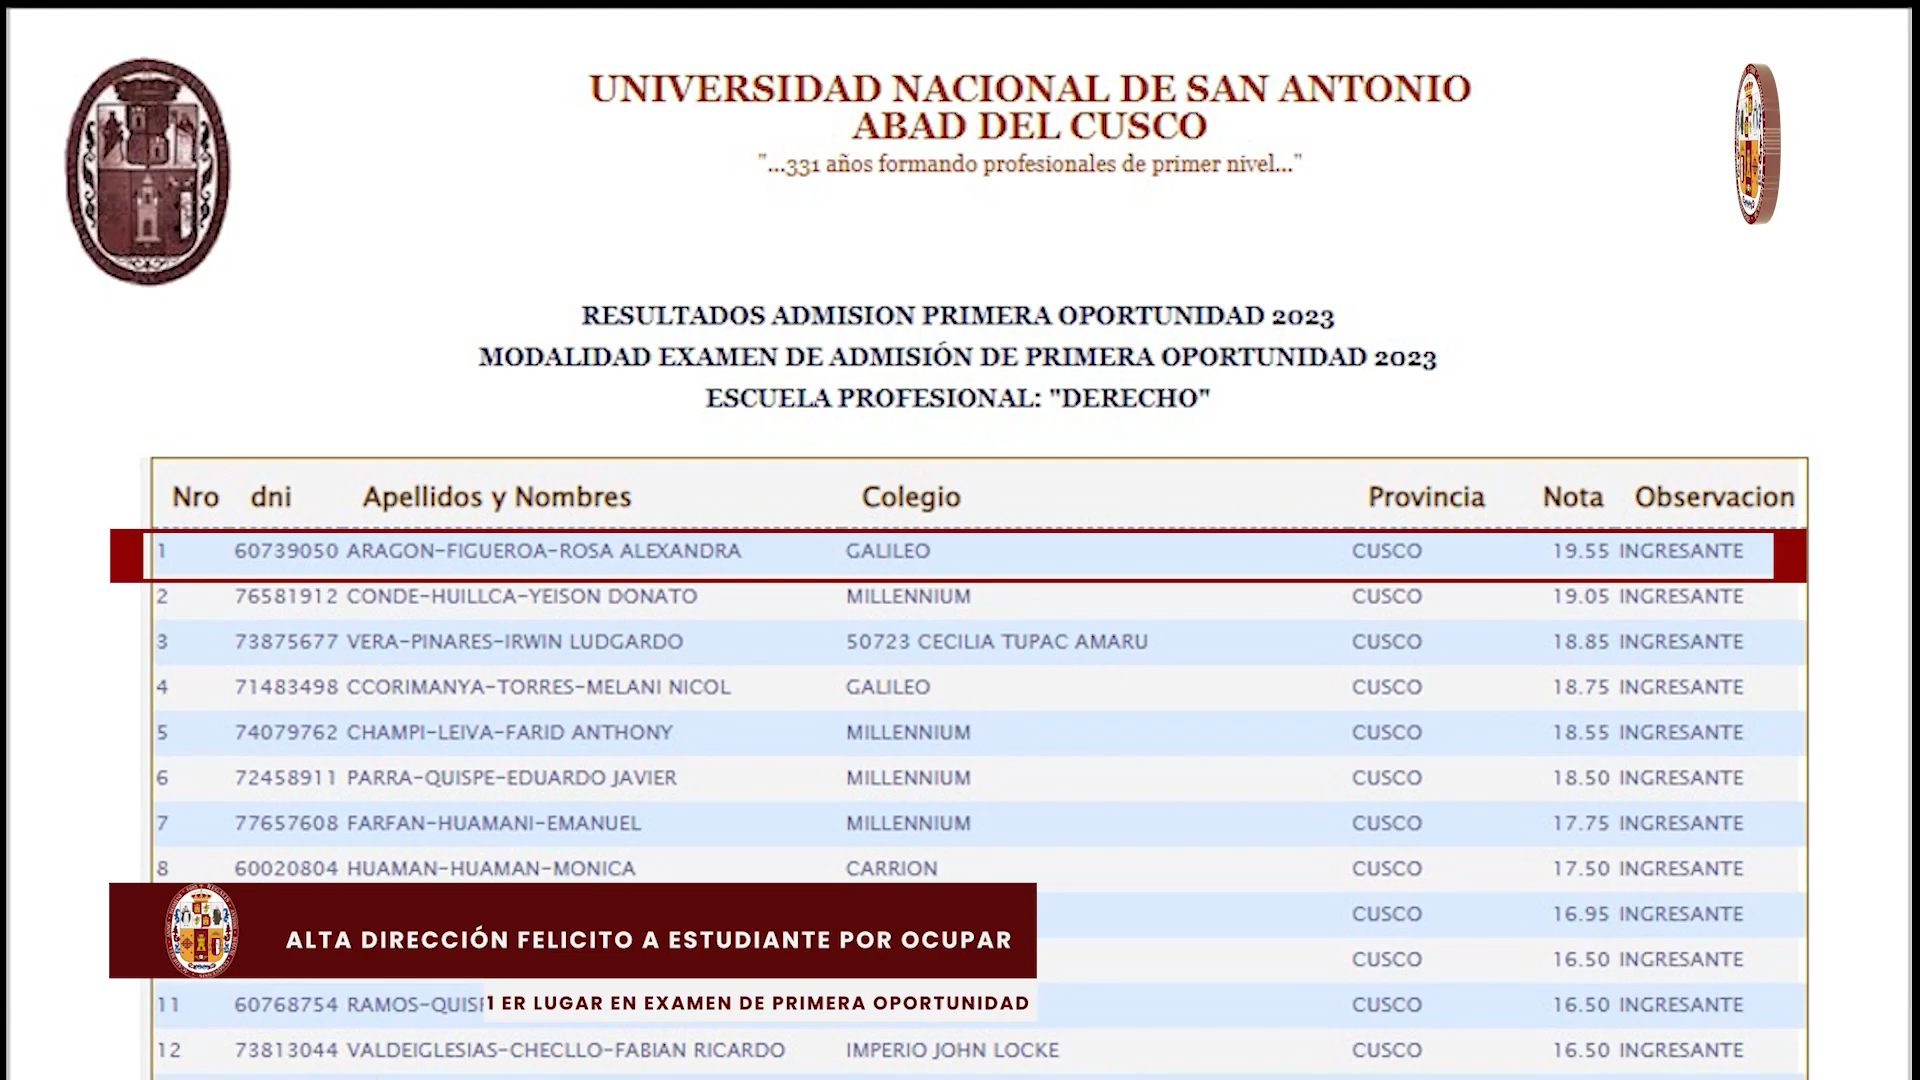 UNIVERSIDAD NACIONAL DE SAN ANTONIO
ABAD DEL CUSCO
"...331 años formando profesionales de primer nivel..."
RESULTADOS ADMISION PRIMERA OPORTUNIDAD 2023
MODALIDAD EXAMEN DE ADMISIÓN DE PRIMERA OPORTUNIDAD 2023
ESCUELA PROFESIONAL: "DERECHO"
Nro dni Apellidos y Nombres Colegio Provincia Nota Observacion
1 60739050 ARAGON-FIGUEROA-ROSA ALEXANDRA GALILEO CUSCO 19.55 INGRESANTE
2 76581912 CONDE-HUILLCA-YEISON DONATO MILLENNIUM CUSCO 19.05 INGRESANTE
3 73875677 VERA-PINARES-IRWIN LUDGARDO 50723 CECILIA TUPAC AMARU CUSCO 18.85 INGRESANTE
4 71483498 CCORIMANYA-TORRES-MELANI NICOL GALILEO CUSCO 18.75 INGRESANTE
5 74079762 CHAMPI-LEIVA-FARID ANTHONY MILLENNIUM CUSCO 18.55 INGRESANTE
6 72458911 PARRA-QUISPE-EDUARDO JAVIER MILLENNIUM CUSCO 18.50 INGRESANTE
7 77657608 FARFAN-HUAMANI-EMANUEL MILLENNIUM CUSCO 17.75 INGRESANTE
8 60020804 HUAMAN-HUAMAN-MONICA CARRION CUSCO 17.50 INGRESANTE
CUSCO 16.95 INGRESANTE
ALTA DIRECCIÓN FELICITO A ESTUDIANTE POR OCUPAR
CUSCO 16.50 INGRESANTE
11 60768754 RAMOS-QUISP CUSCO 16.50 INGRESANTE
1 ER LUGAR EN EXAMEN DE PRIMERA OPORTUNIDAD
12 73813044 VALDEIGLESIAS-CHECLLO-FABIAN RICARDO IMPERIO JOHN LOCKE CUSCO 16.50 INGRESANTE